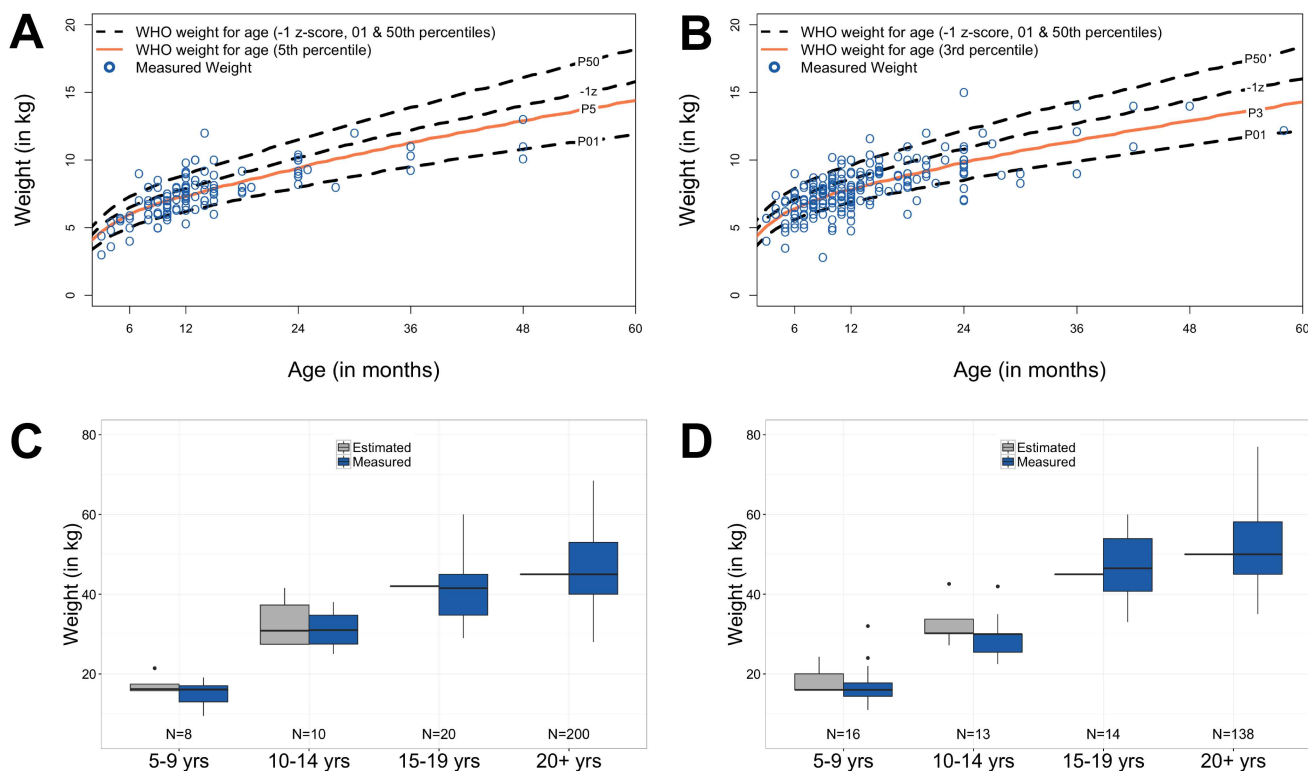 A
20
15
10
5
0
Weight (in kg)
WHO weight for age (-1 z-score, 01 & 50th percentiles)
WHO weight for age (5th percentile)
Measured Weight
P50
-1z
P5
P01
6
12
24
36
48
60
Age (in months)
B
20
15
10
5
0
Weight (in kg)
WHO weight for age (-1 z-score, 01 & 50th percentiles)
WHO weight for age (3rd percentile)
Measured Weight
P50
-1z
P3
P01
6
12
24
36
48
60
Age (in months)
C
80
60
40
20
Weight (in kg)
Estimated
Measured
N=8
N=10
N=20
N=200
5-9 yrs
10-14 yrs
15-19 yrs
20+ yrs
D
80
60
40
20
Weight (in kg)
Estimated
Measured
N=16
N=13
N=14
N=138
5-9 yrs
10-14 yrs
15-19 yrs
20+ yrs